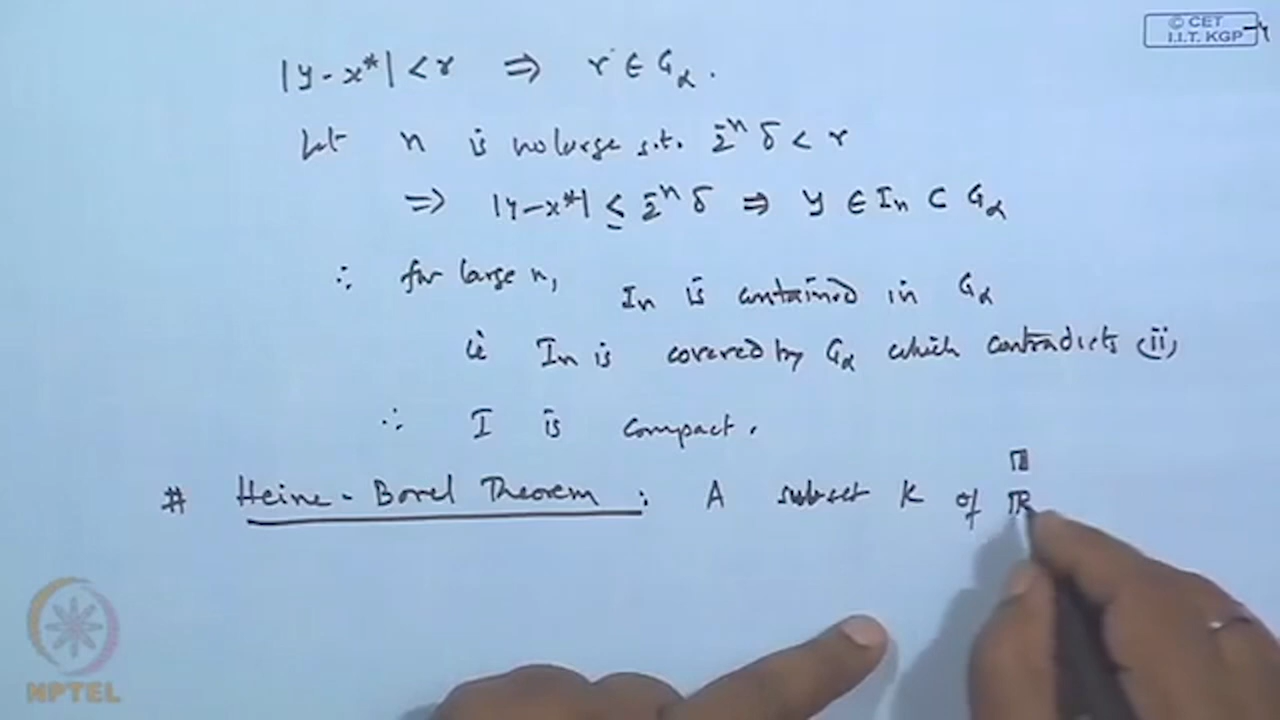 © CET
I.I.T. KGP
|y - x*| < r ⇒ r ∈ Gα.
Let n is so large s.t. 2⁻ⁿ δ < r
⇒ |y - x*| ≤ 2⁻ⁿ δ ⇒ y ∈ In ⊂ Gα
∴ for large n, In is contained in Gα
ie In is covered by Gα which contradicts (ii)
∴ I is compact.
# Heine-Borel Theorem : A subset K of ℝ
NPTEL